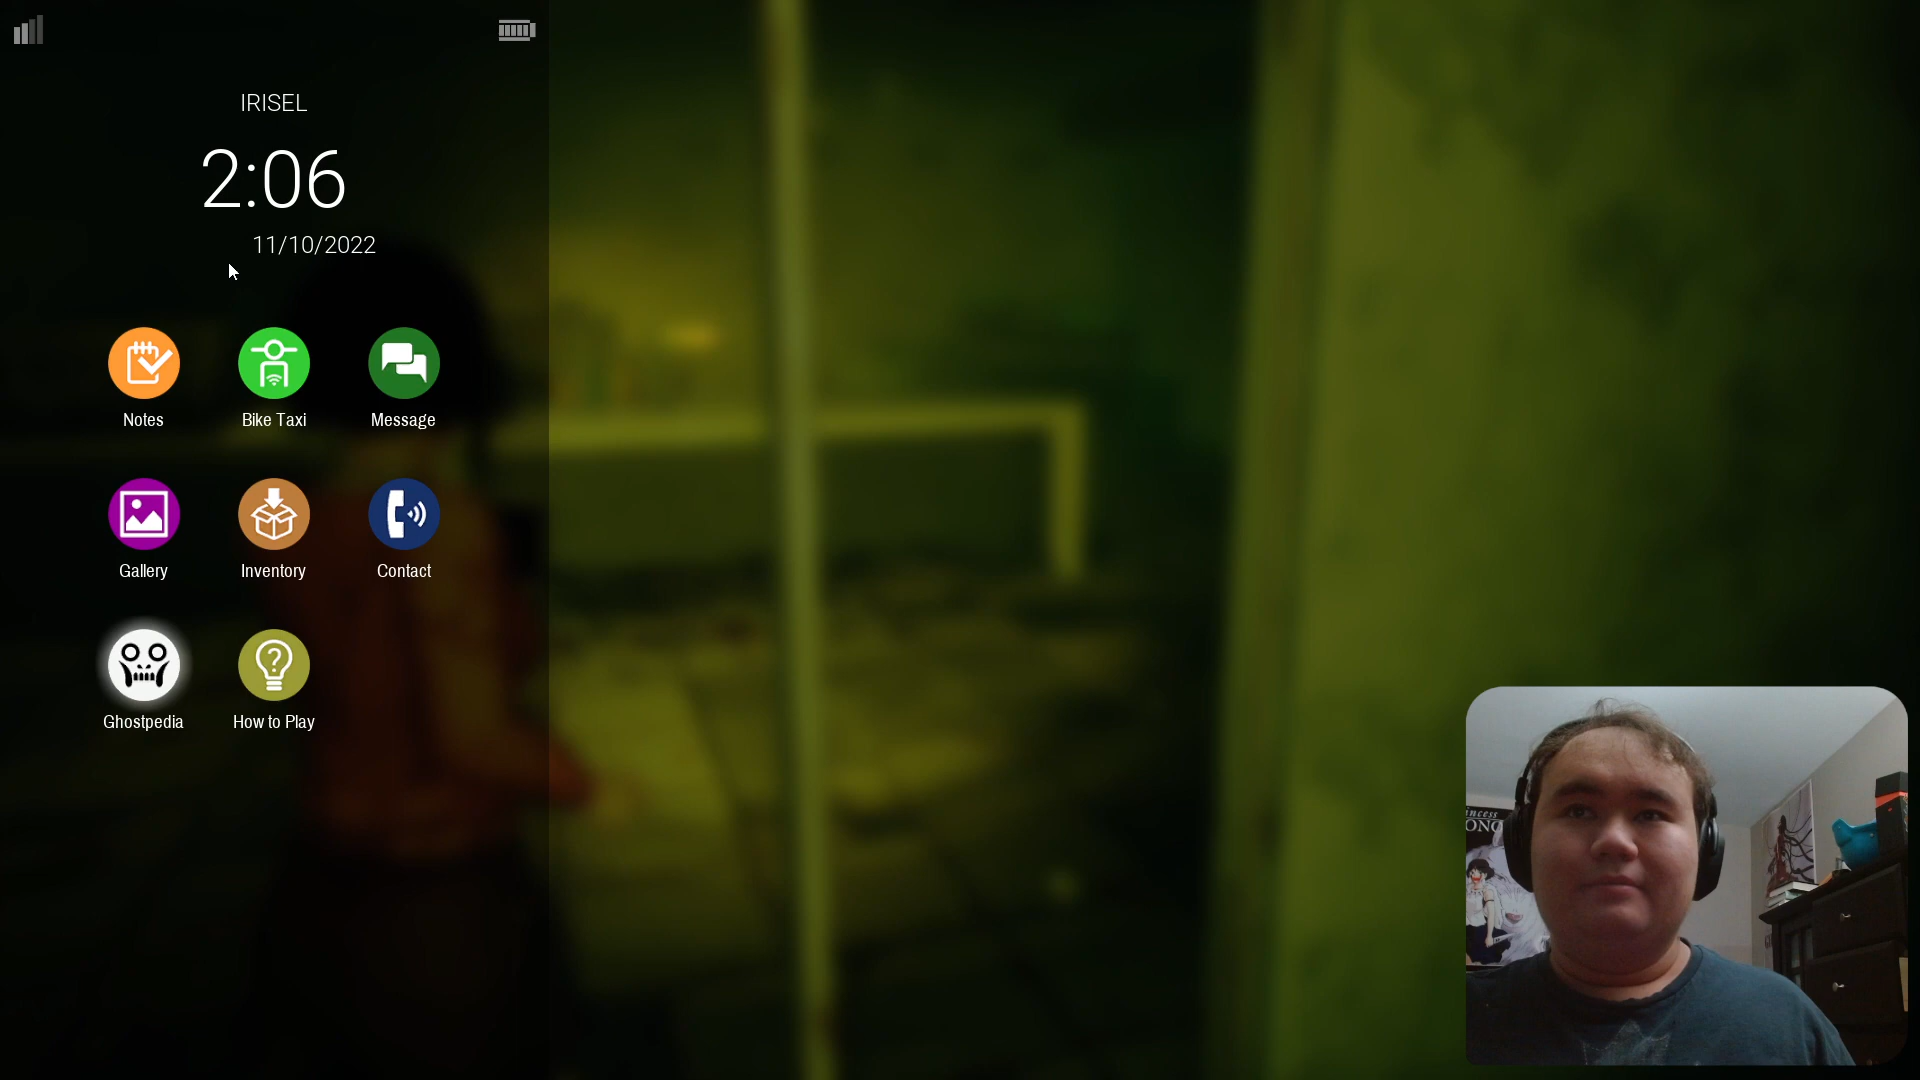 IRISEL
2:06
11/10/2022
Notes
Bike Taxi
Message
Gallery
Inventory
Contact
Ghostpedia
How to Play